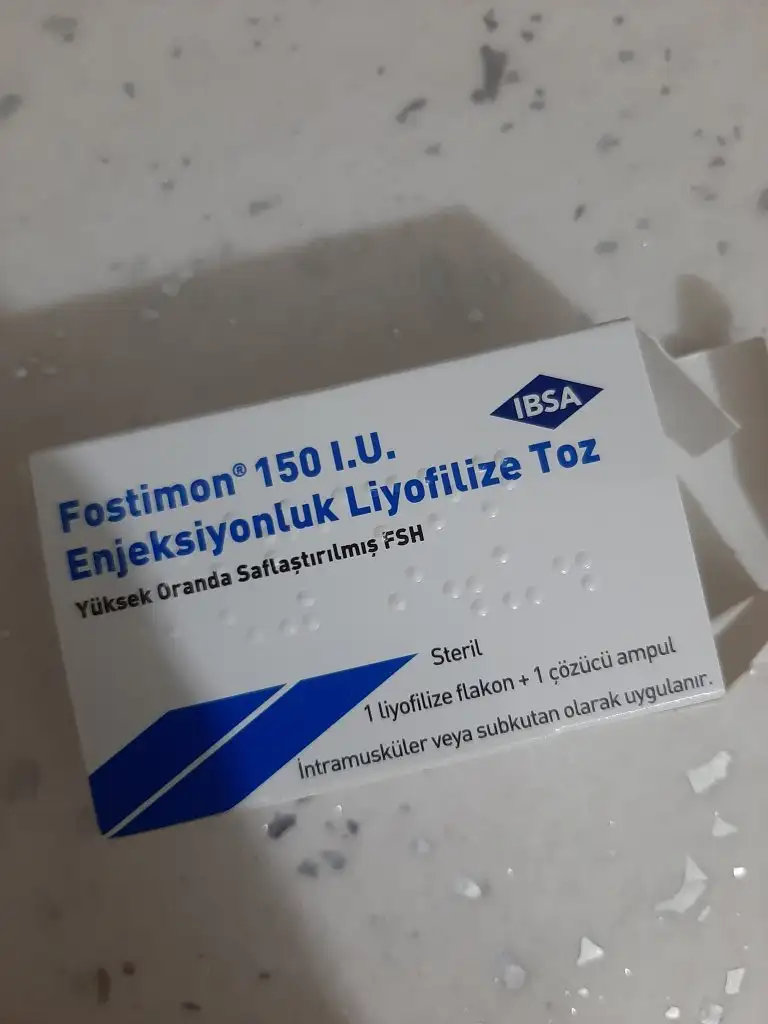 IBSA
Fostimon® 150 I.U.
Enjeksiyonluk Liyofilize Toz
Yüksek Oranda Saflaştırılmış FSH
Steril
1 liyofilize flakon + 1 çözücü ampul
İntramusküler veya subkutan olarak uygulanır.